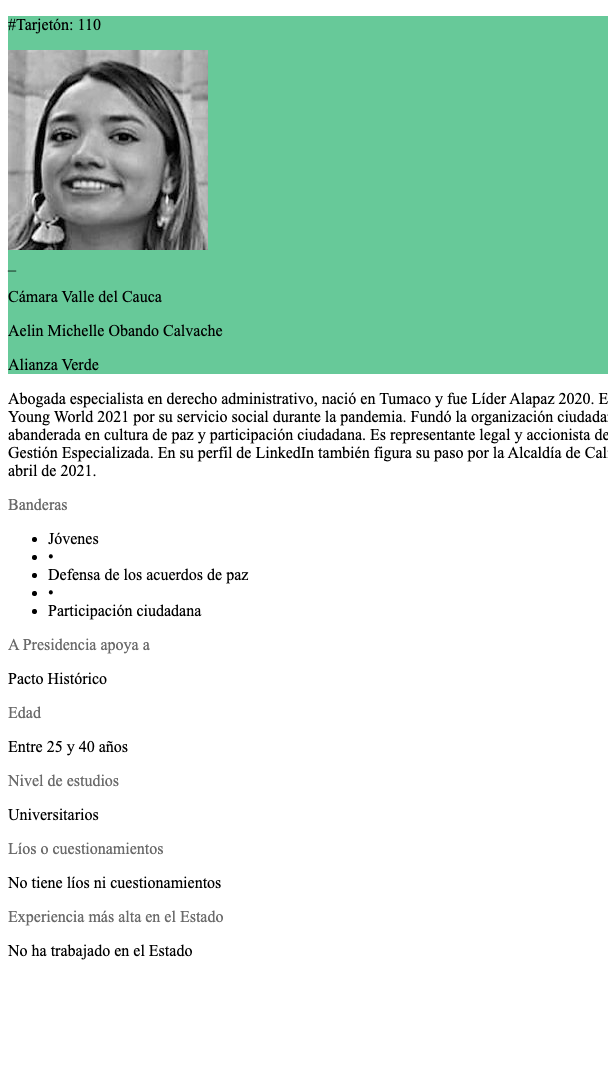 #Tarjetón: 110
_
Cámara Valle del Cauca
Aelin Michelle Obando Calvache
Alianza Verde
Abogada especialista en derecho administrativo, nació en Tumaco y fue Líder Alapaz 2020.
Young World 2021 por su servicio social durante la pandemia. Fundó la organización
abanderada en cultura de paz y participación ciudadana. Es representante legal y accionista de
Gestión Especializada. En su perfil de LinkedIn también figura su paso por la Alcaldía de
abril de 2021.
Banderas
• Jóvenes
• •
• Defensa de los acuerdos de paz
• •
• Participación ciudadana
A Presidencia apoya a
Pacto Histórico
Edad
Entre 25 y 40 años
Nivel de estudios
Universitarios
Líos o cuestionamientos
No tiene líos ni cuestionamientos
Experiencia más alta en el Estado
No ha trabajado en el Estado